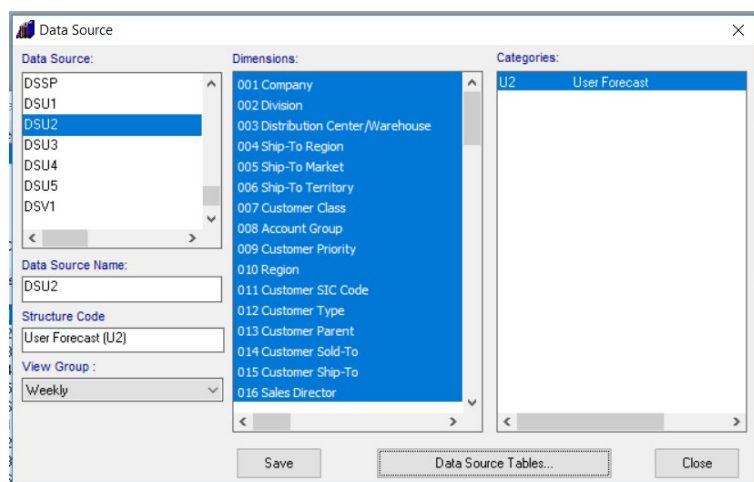 Data Source
Data Source:
DSSP
DSU1
DSU2
DSU3
DSU4
DSU5
DSV1
Data Source Name:
DSU2
Structure Code
User Forecast (U2)
View Group :
Weekly
Dimensions:
001 Company
002 Division
003 Distribution Center/Warehouse
004 Ship-To Region
005 Ship-To Market
006 Ship-To Territory
007 Customer Class
008 Account Group
009 Customer Priority
010 Region
011 Customer SIC Code
012 Customer Type
013 Customer Parent
014 Customer Sold-To
015 Customer Ship-To
016 Sales Director
Categories:
U2 User Forecast
Save
Data Source Tables...
Close